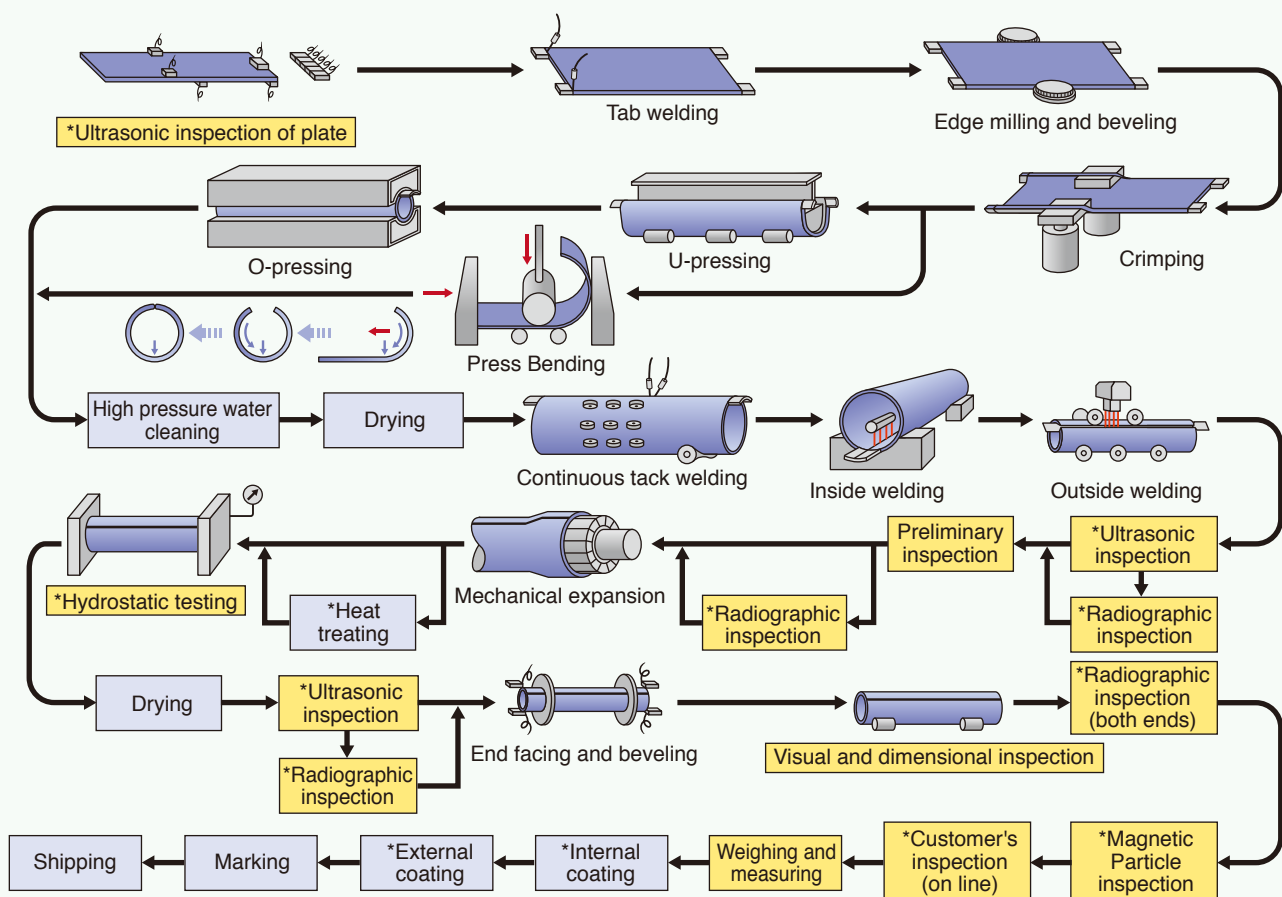 *Ultrasonic inspection of plate
Tab welding
Edge milling and beveling
Crimping
U-pressing
O-pressing
Press Bending
High pressure water
cleaning
Drying
Continuous tack welding
Inside welding
Outside welding
*Ultrasonic
inspection
*Radiographic
inspection
Preliminary
inspection
*Radiographic
inspection
Mechanical expansion
*Heat
treating
*Hydrostatic testing
Drying
*Ultrasonic
inspection
*Radiographic
inspection
End facing and beveling
Visual and dimensional inspection
*Radiographic
inspection
(both ends)
*Magnetic
Particle
inspection
*Customer's
inspection
(on line)
Weighing and
measuring
*Internal
coating
*External
coating
Marking
Shipping